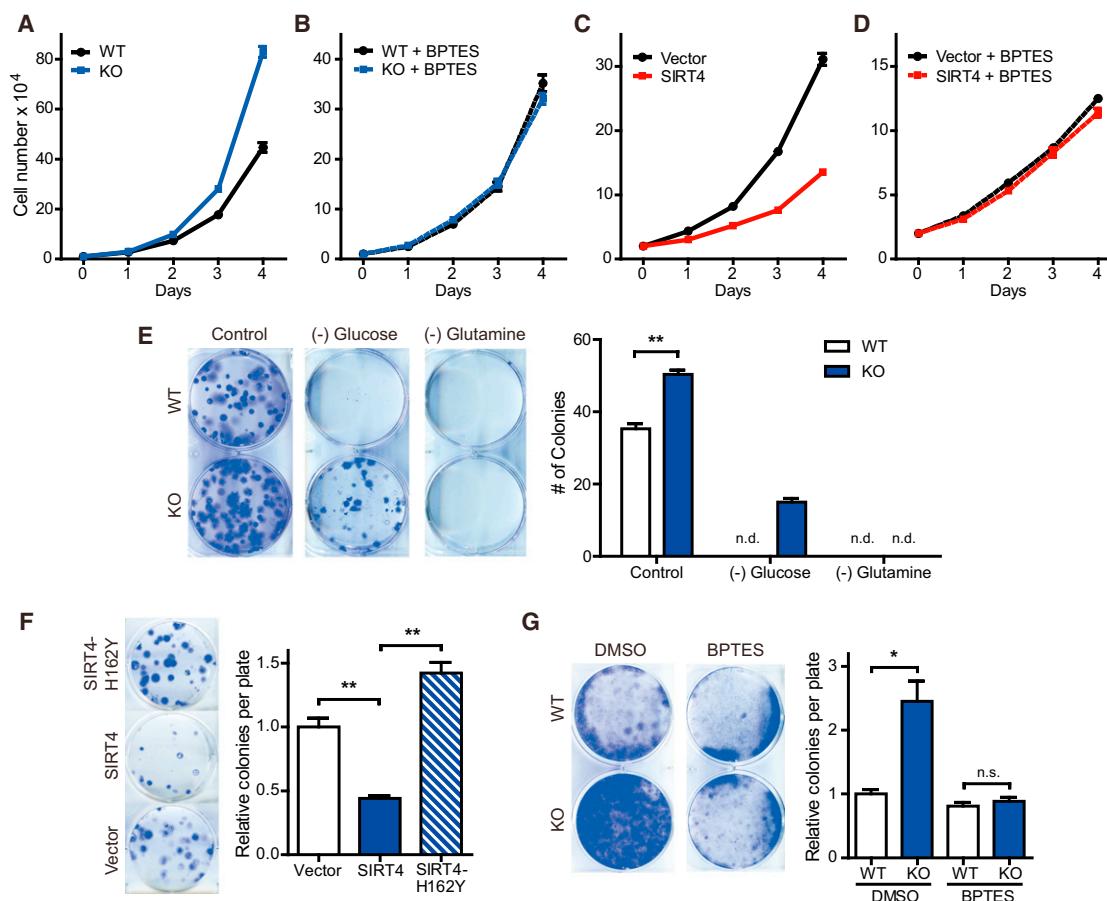 A
WT
KO
Cell number x 10⁴
80
60
40
20
0
0 1 2 3 4
Days
B
WT + BPTES
KO + BPTES
40
30
20
10
0
0 1 2 3 4
Days
C
Vector
SIRT4
30
20
10
0
0 1 2 3 4
Days
D
Vector + BPTES
SIRT4 + BPTES
15
10
5
0
0 1 2 3 4
Days
E
Control (-) Glucose (-) Glutamine
WT
KO
# of Colonies
60
40
20
0
**
WT
KO
n.d. n.d. n.d.
Control (-) Glucose (-) Glutamine
F
SIRT4-
H162Y
SIRT4
Vector
Relative colonies per plate
1.5
1.0
0.5
0.0
**
**
Vector SIRT4 SIRT4-
H162Y
G
DMSO BPTES
WT
KO
Relative colonies per plate
3
2
1
0
*
n.s.
WT KO WT KO
DMSO BPTES